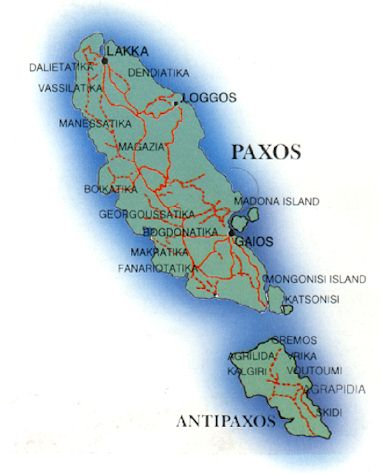 LAKKA
DALIETATIKA
DENDIATIKA
VASSILATIKA
LOGGOS
MANESSATIKA
MAGAZIA
PAXOS
BOIKATIKA
MADONA ISLAND
GEORGOUSSATIKA
BOGDONATIKA
GAIOS
MAKRATIKA
FANARIOTATIKA
MONGONISI ISLAND
KATSONISI
GREMOS
AGRILIDA
VRIKA
KALGIRI
VOUTOUMI
AGRAPIDIA
SKIDI
ANTIPAXOS